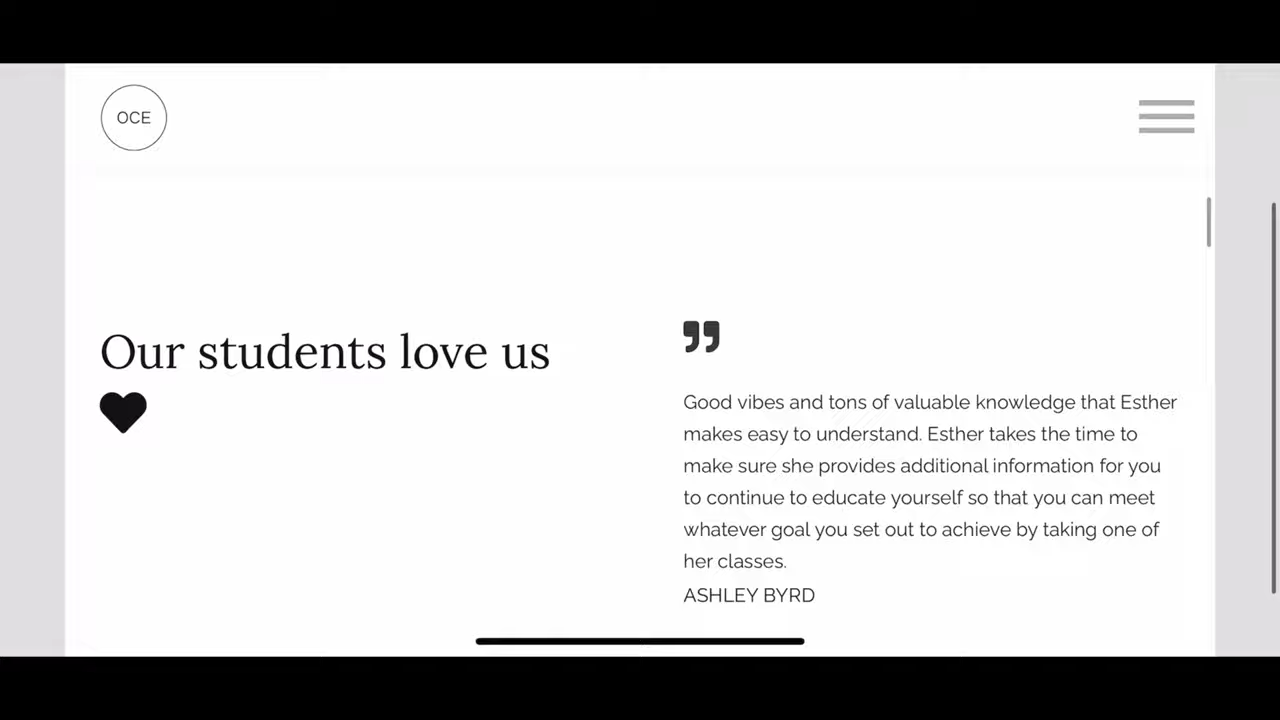 OCE
Our students love us
Good vibes and tons of valuable knowledge that Esther
makes easy to understand. Esther takes the time to
make sure she provides additional information for you
to continue to educate yourself so that you can meet
whatever goal you set out to achieve by taking one of
her classes.
ASHLEY BYRD